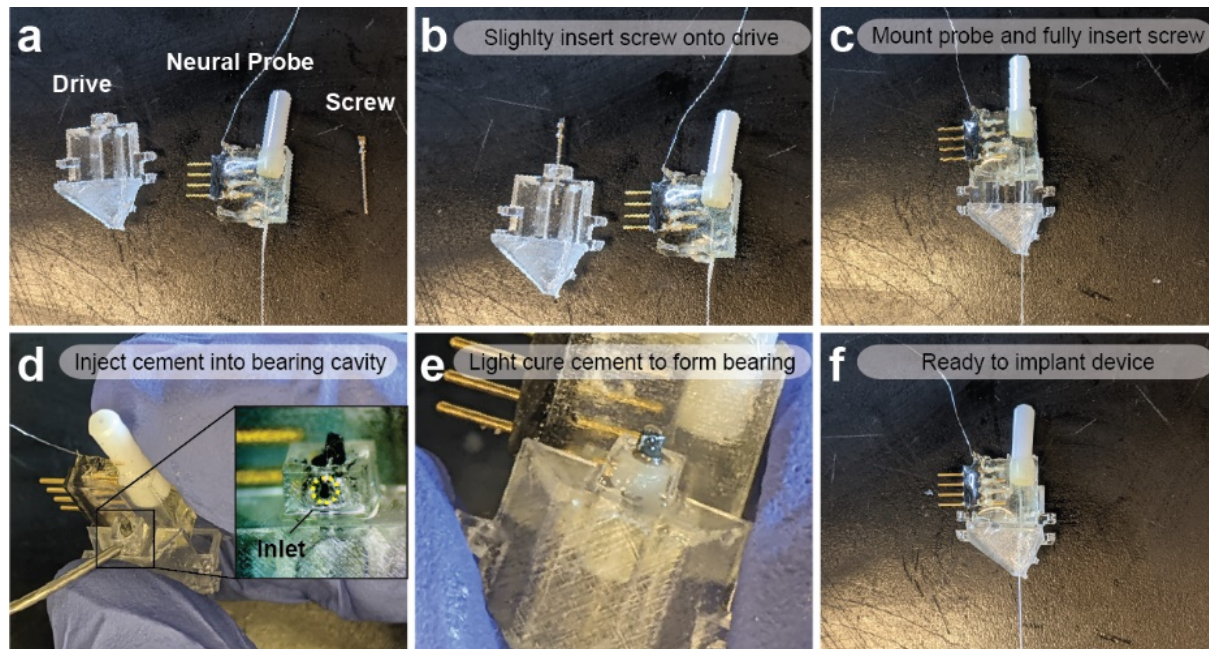 a
Drive
Neural Probe
Screw
b
Slighlty insert screw onto drive
c
Mount probe and fully insert screw
d
Inject cement into bearing cavity
Inlet
e
Light cure cement to form bearing
f
Ready to implant device